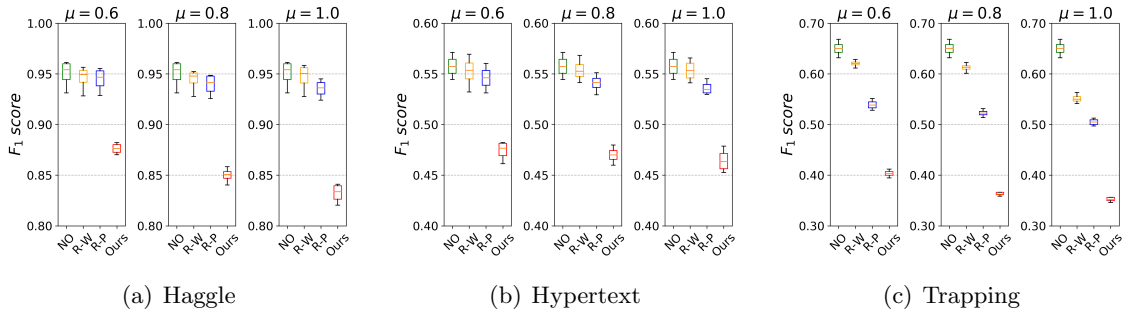 μ = 0.6
μ = 0.8
μ = 1.0
F₁ score
1.00
0.95
0.90
0.85
0.80
NO
R-W
R-P
Ours
1.00
0.95
0.90
0.85
0.80
NO
R-W
R-P
Ours
1.00
0.95
0.90
0.85
0.80
NO
R-W
R-P
Ours
(a) Haggle
μ = 0.6
μ = 0.8
μ = 1.0
F₁ score
0.60
0.55
0.50
0.45
0.40
NO
R-W
R-P
Ours
0.60
0.55
0.50
0.45
0.40
NO
R-W
R-P
Ours
0.60
0.55
0.50
0.45
0.40
NO
R-W
R-P
Ours
(b) Hypertext
μ = 0.6
μ = 0.8
μ = 1.0
F₁ score
0.70
0.60
0.50
0.40
0.30
NO
R-W
R-P
Ours
0.70
0.60
0.50
0.40
0.30
NO
R-W
R-P
Ours
0.70
0.60
0.50
0.40
0.30
NO
R-W
R-P
Ours
(c) Trapping